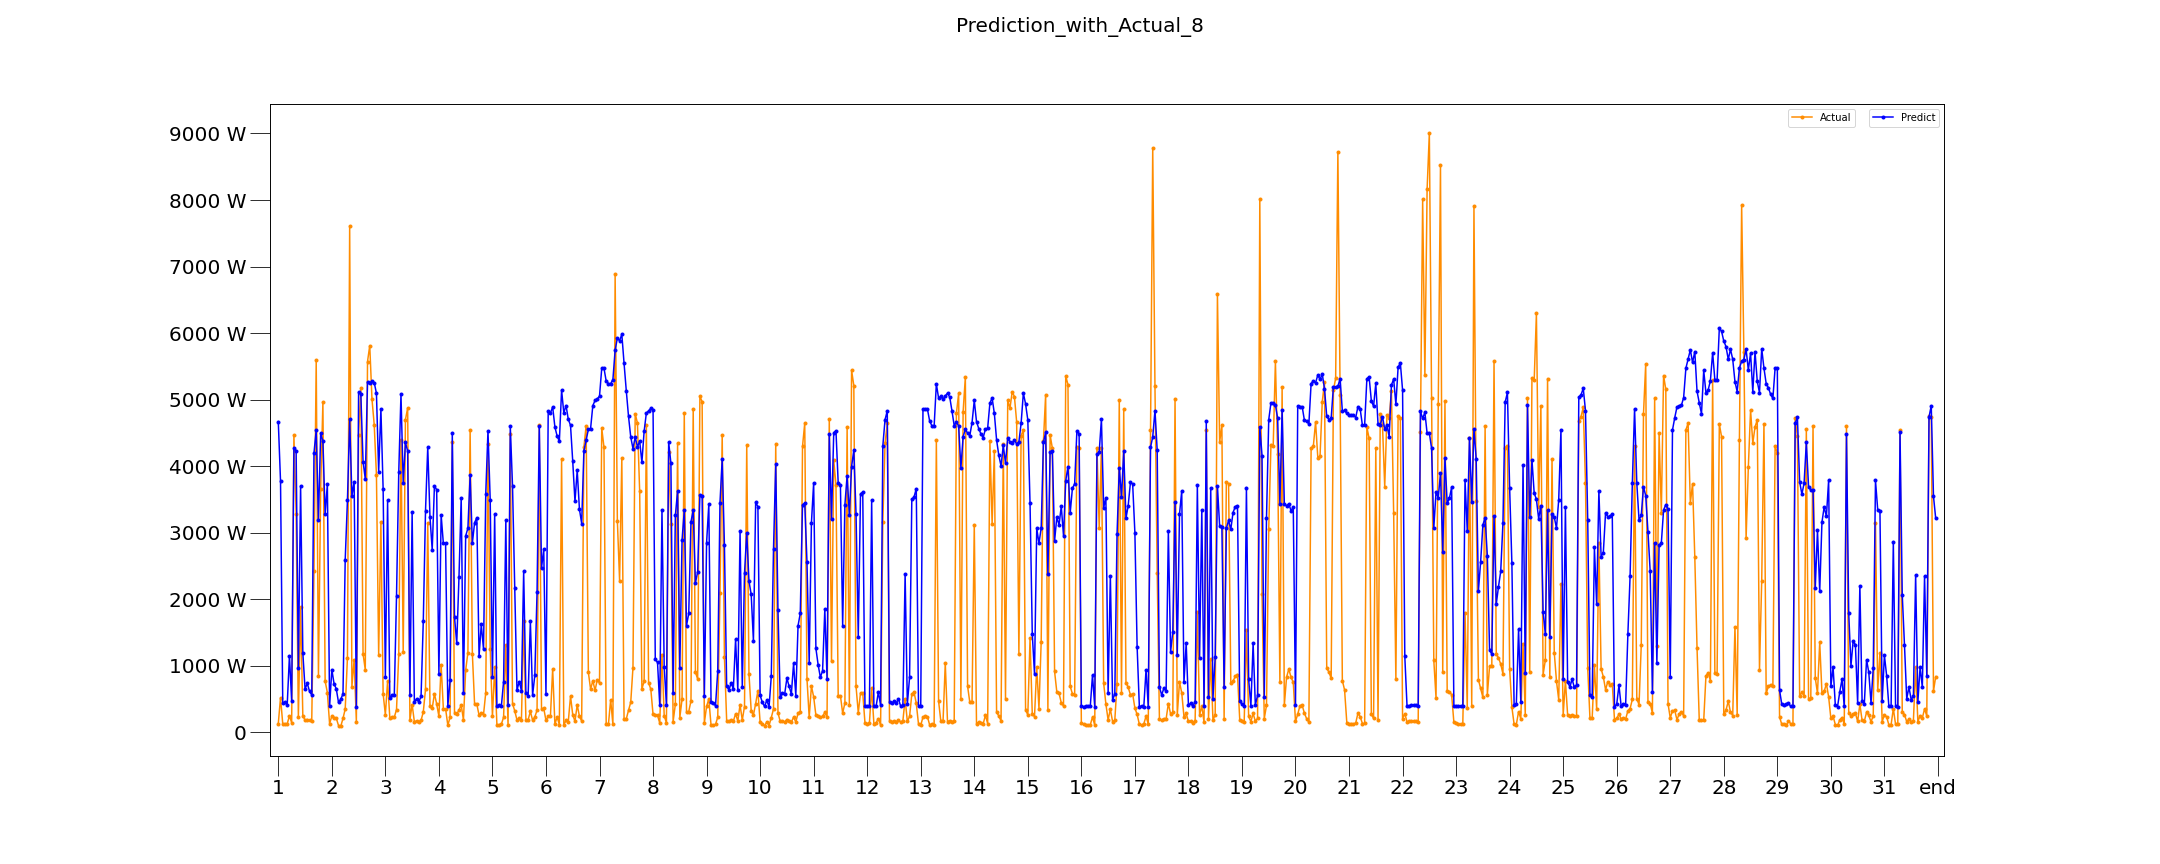 Prediction_with_Actual_8
Actual Predict
9000 W
8000 W
7000 W
6000 W
5000 W
4000 W
3000 W
2000 W
1000 W
0
1 2 3 4 5 6 7 8 9 10 11 12 13 14 15 16 17 18 19 20 21 22 23 24 25 26 27 28 29 30 31 end